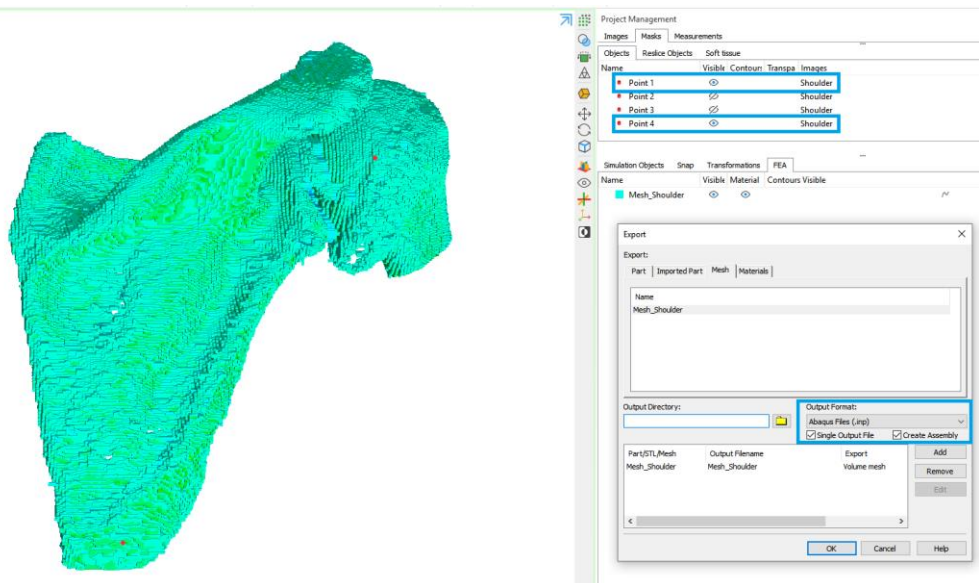 Project Management
Images Masks Measurements
Objects Reslice Objects Soft tissue
Name Visible Contour: Transpa Images
Point 1 Shoulder
Point 2 Shoulder
Point 3 Shoulder
Point 4 Shoulder
Simulation Objects Snap Transformations FEA
Name Visible Material Contours Visible
Mesh_Shoulder
Export
Export:
Part Imported Part Mesh Materials
Name
Mesh_Shoulder
Output Directory: Output Format:
Abaqus Files (.inp)
Single Output File Create Assembly
Part/STL/Mesh Output Filename Export Add
Mesh_Shoulder Mesh_Shoulder Volume mesh
Remove
Edit
OK Cancel Help